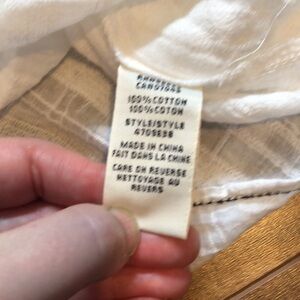 100% COTTON
100% COTON
STYLE/STYLE
MADE IN CHINA
FAIT DANS LA CHINE
CARE ON REVERSE
NETTOYAGE AU
REVERS